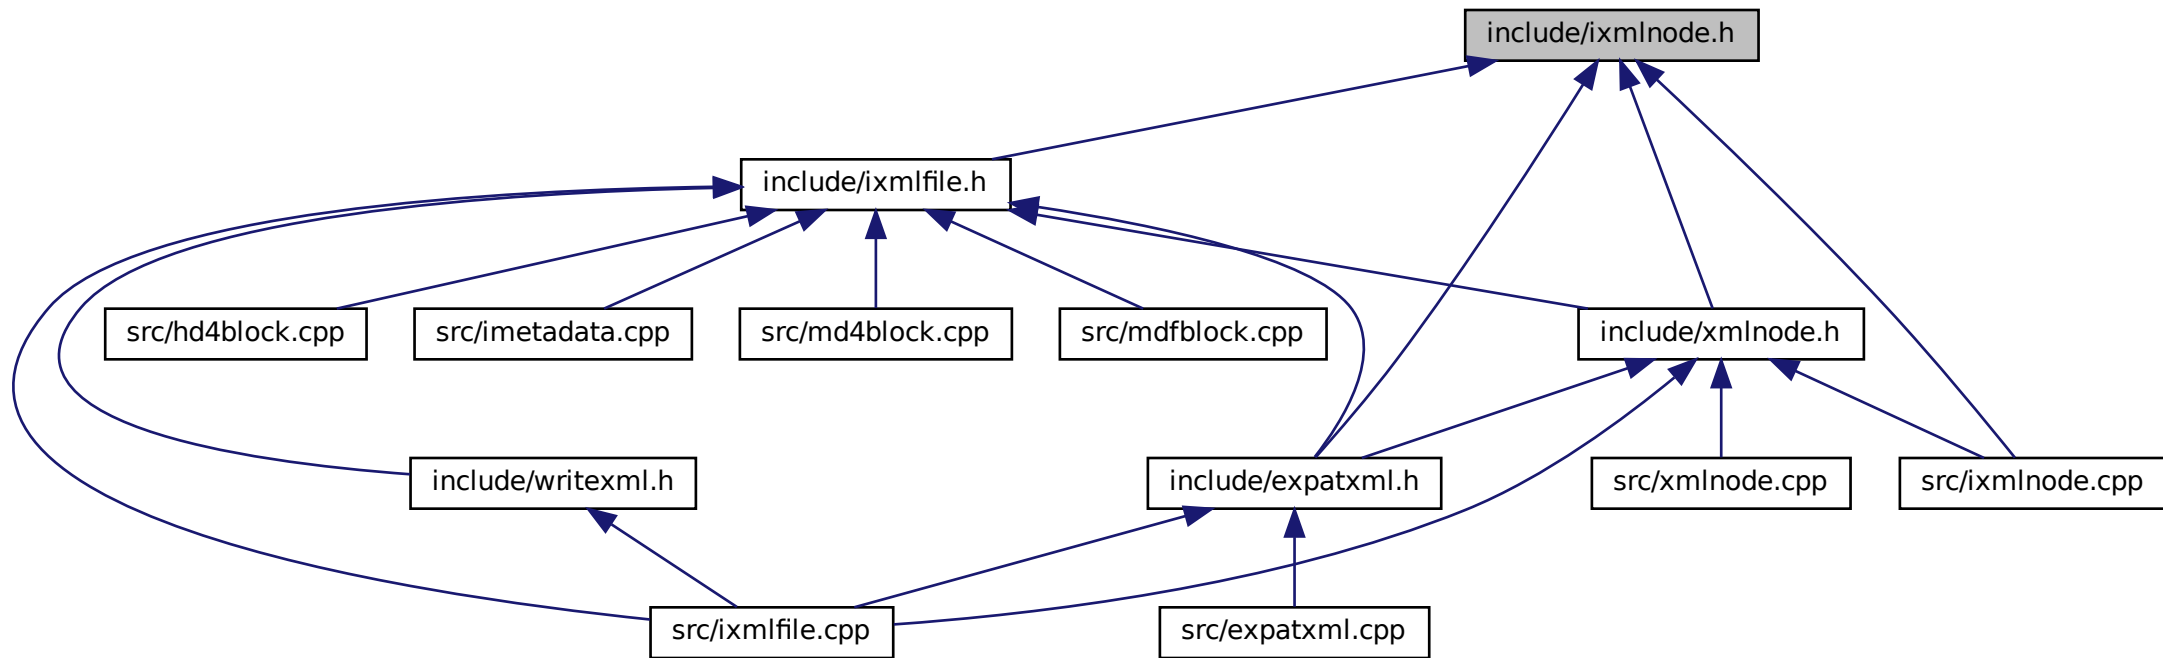 include/ixmlnode.h
include/ixmlfile.h
src/hd4block.cpp
src/imetadata.cpp
src/md4block.cpp
src/mdfblock.cpp
include/xmlnode.h
include/writexml.h
include/expatxml.h
src/xmlnode.cpp
src/ixmlnode.cpp
src/ixmlfile.cpp
src/expatxml.cpp